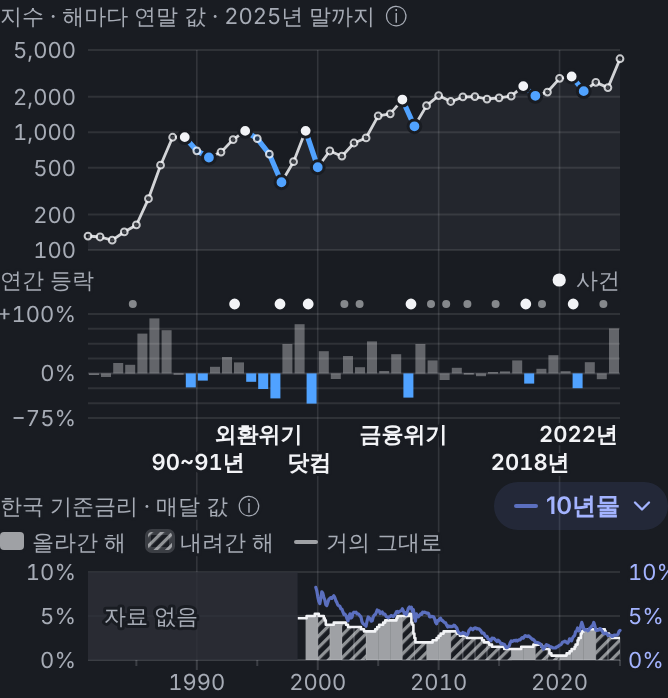 지수 · 해마다 연말 값 · 2025년 말까지 ⓘ
5,000
2,000
1,000
500
200
100
연간 등락
사건
+100%
0%
−75%
외환위기 금융위기 2022년
90~91년 닷컴 2018년
한국 기준금리 · 매달 값 ⓘ
10년물
올라간 해 내려간 해 거의 그대로
10% 10%
자료 없음
5% 5%
0% 0%
1990 2000 2010 2020